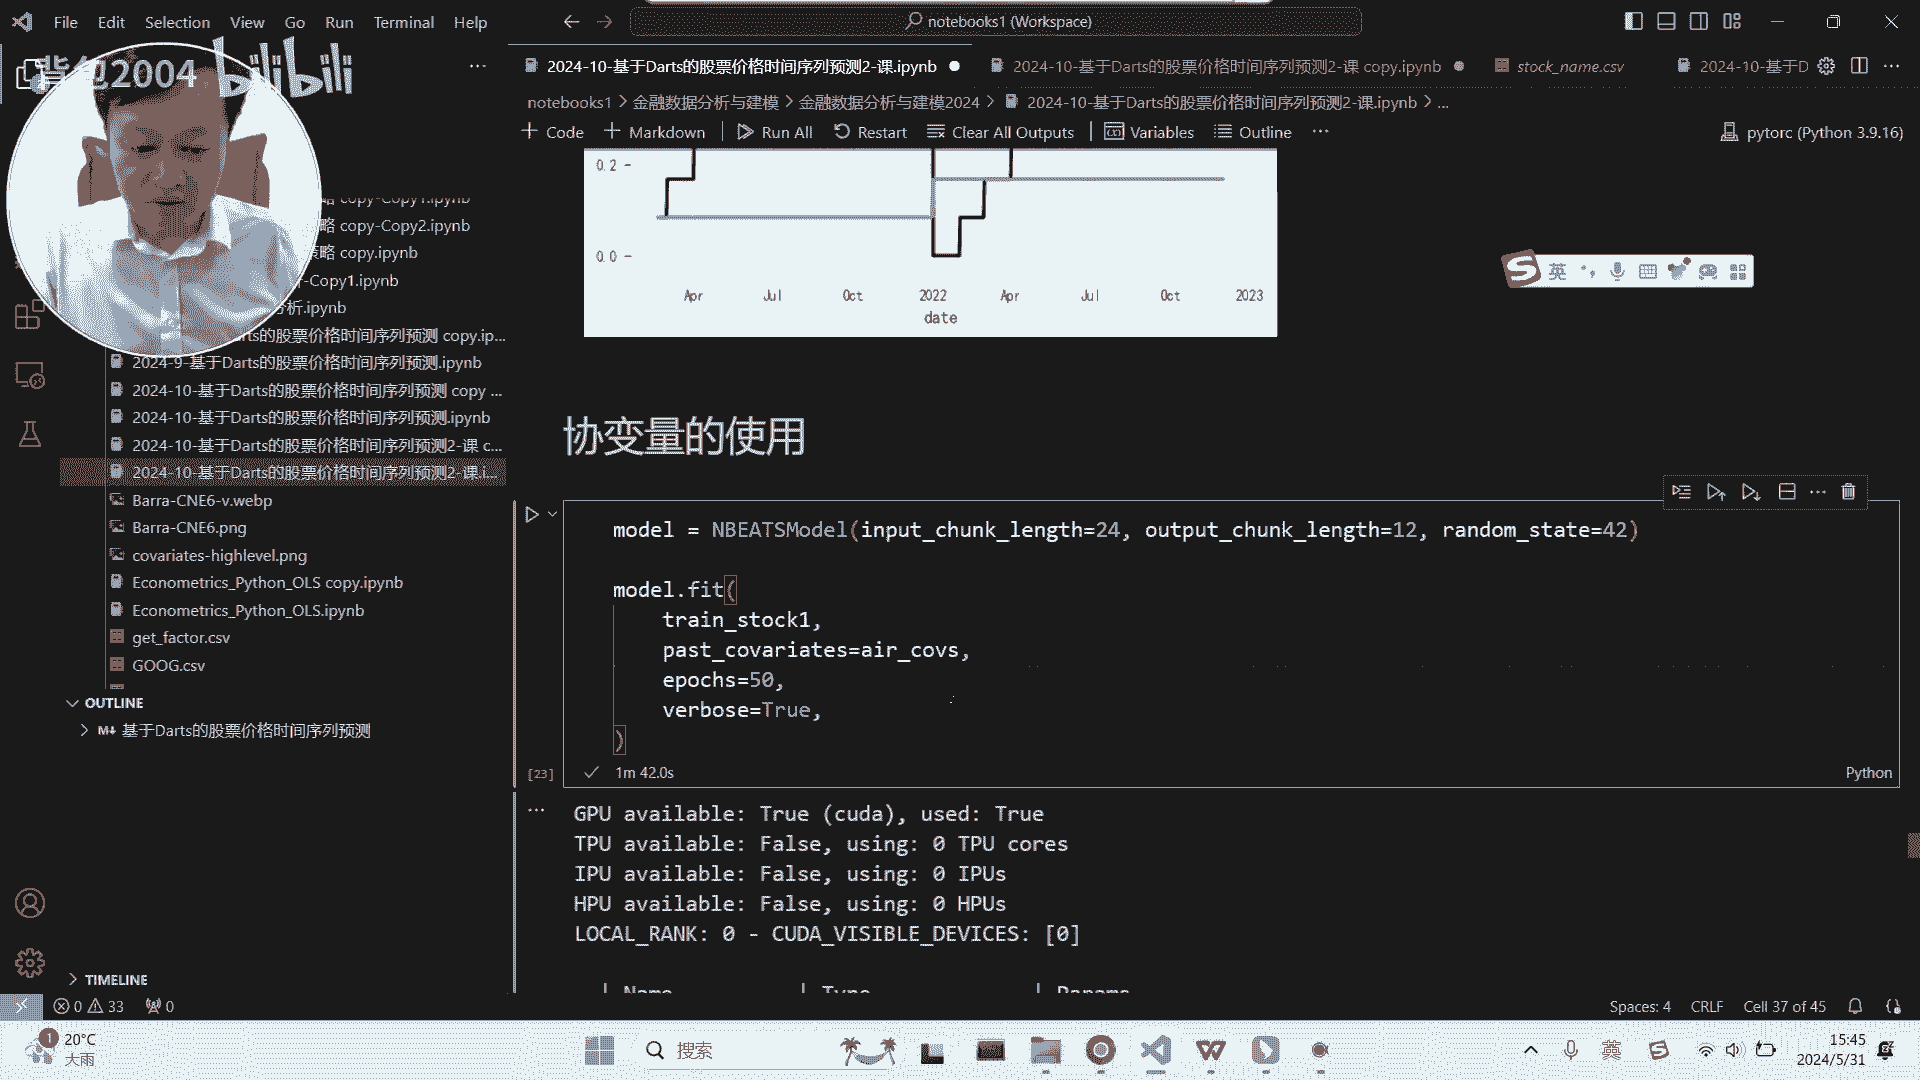 File Edit Selection View Go Run Terminal Help
notebooks1 (Workspace)
背包2004 bilibili
2024-10-基于Darts的股票价格时间序列预测2-课.ipynb
2024-10-基于Darts的股票价格时间序列预测2-课 copy.ipynb
stock_name.csv
2024-10-基于D
notebooks1 > 金融数据分析与建模 > 金融数据分析与建模2024 > 2024-10-基于Darts的股票价格时间序列预测2-课.ipynb > ...
+ Code + Markdown Run All Restart Clear All Outputs Variables Outline ...
pytorc (Python 3.9.16)
略 copy-Copy1.ipynb
略 copy-Copy2.ipynb
略 copy.ipynb
-Copy1.ipynb
分析.ipynb
arts的股票价格时间序列预测 copy.ip...
2024-9-基于Darts的股票价格时间序列预测.ipynb
2024-10-基于Darts的股票价格时间序列预测 copy ...
2024-10-基于Darts的股票价格时间序列预测.ipynb
2024-10-基于Darts的股票价格时间序列预测2-课 c...
2024-10-基于Darts的股票价格时间序列预测2-课.i...
Barra-CNE6-v.webp
Barra-CNE6.png
covariates-highlevel.png
Econometrics_Python_OLS copy.ipynb
Econometrics_Python_OLS.ipynb
get_factor.csv
GOOG.csv
OUTLINE
M↓ 基于Darts的股票价格时间序列预测
TIMELINE
0.2
0.0
Apr Jul Oct 2022 Apr Jul Oct 2023
date
英
协变量的使用
model = NBEATSModel(input_chunk_length=24, output_chunk_length=12, random_state=42)
model.fit(
train_stock1,
past_covariates=air_covs,
epochs=50,
verbose=True,
)
[23] 1m 42.0s
Python
GPU available: True (cuda), used: True
TPU available: False, using: 0 TPU cores
IPU available: False, using: 0 IPUs
HPU available: False, using: 0 HPUs
LOCAL_RANK: 0 - CUDA_VISIBLE_DEVICES: [0]
| Name | Type | Params
0 33 0
Spaces: 4 CRLF Cell 37 of 45
1
20°C
大雨
搜索
英
15:45
2024/5/31